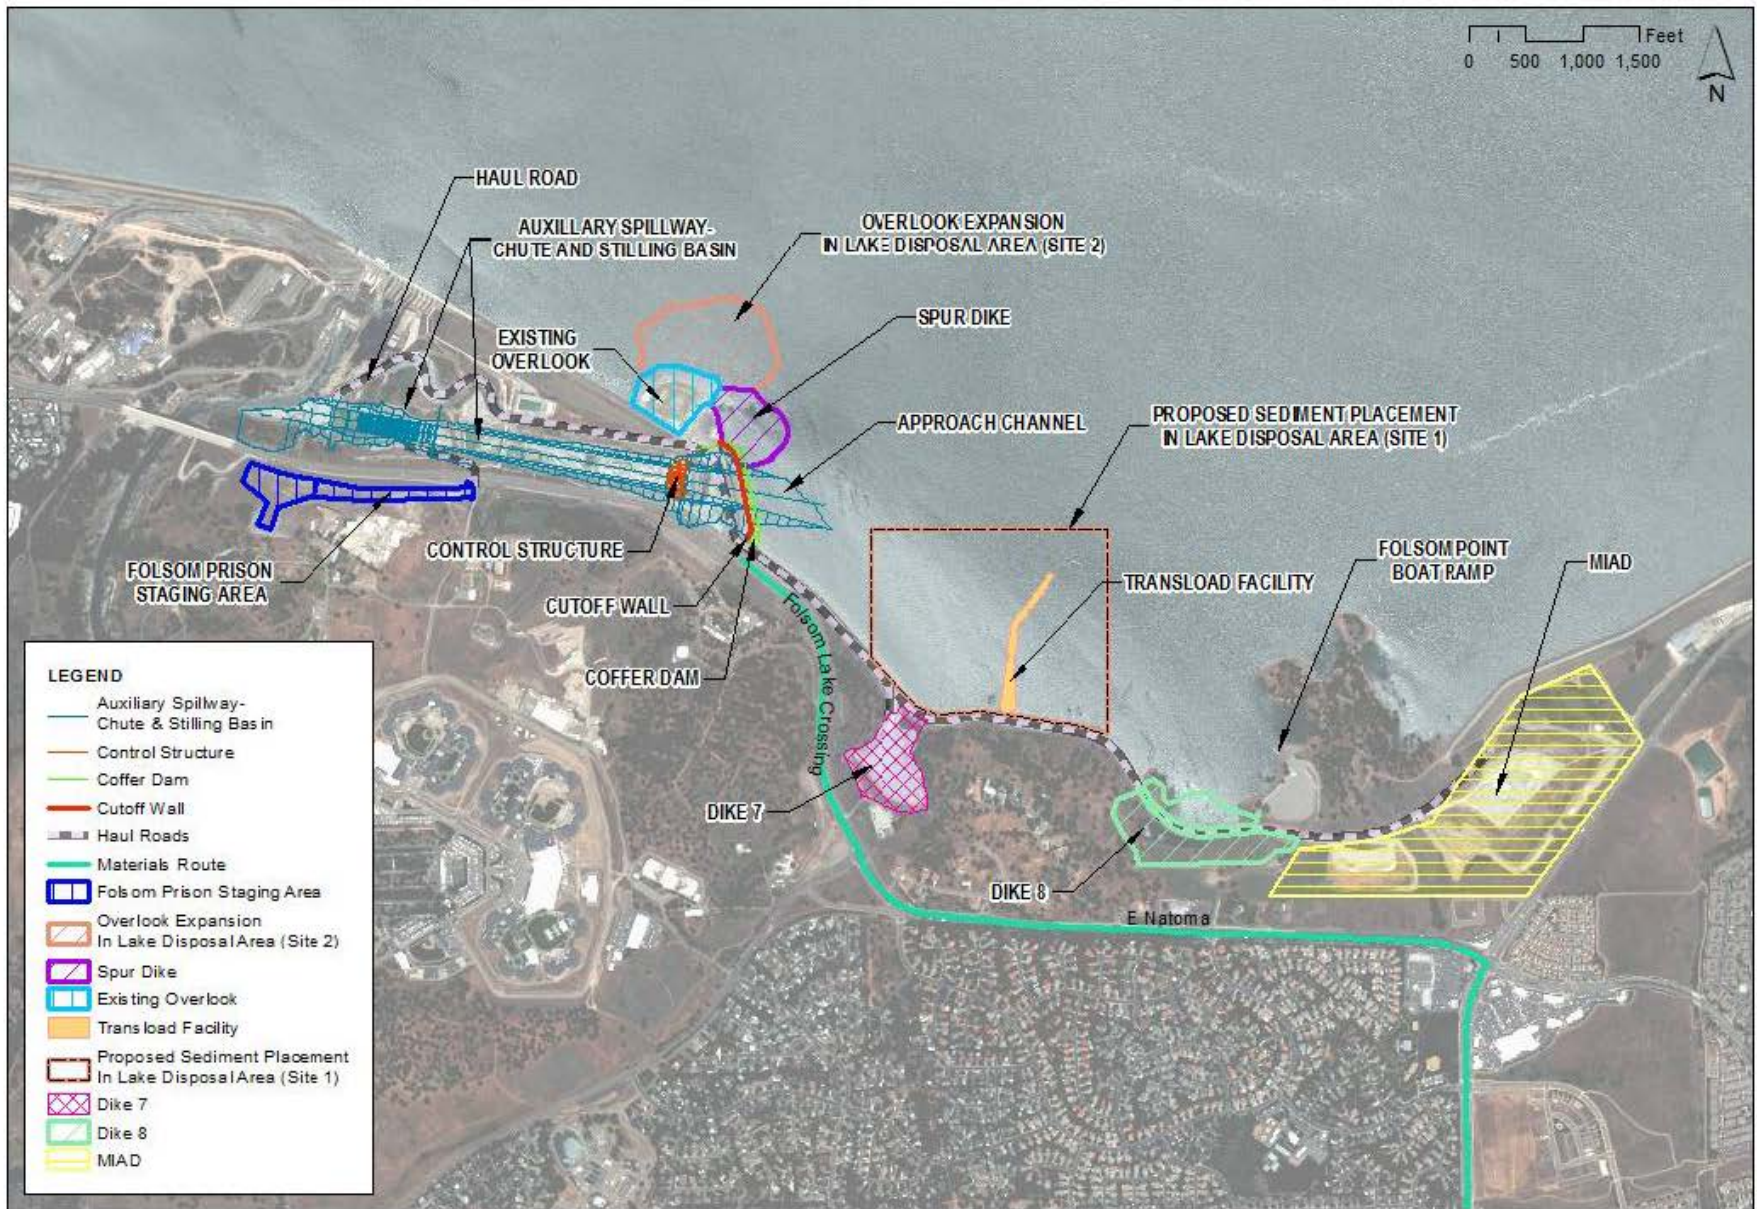 Feet
0 500 1,000 1,500
N
HAUL ROAD
AUXILLARY SPILLWAY-
CHUTE AND STILLING BASIN
OVERLOOK EXPANSION
IN LAKE DISPOSAL AREA (SITE 2)
EXISTING
OVERLOOK
SPUR DIKE
APPROACH CHANNEL
PROPOSED SEDIMENT PLACEMENT
IN LAKE DISPOSAL AREA (SITE 1)
CONTROL STRUCTURE
FOLSOM PRISON
STAGING AREA
CUTOFF WALL
COFFER DAM
TRANSLOAD FACILITY
FOLSOM POINT
BOAT RAMP
MIAD
Folsom Lake Crossing
DIKE 7
DIKE 8
E Natoma
LEGEND
Auxiliary Spillway-
Chute & Stilling Basin
Control Structure
Coffer Dam
Cutoff Wall
Haul Roads
Materials Route
Folsom Prison Staging Area
Overlook Expansion
In Lake Disposal Area (Site 2)
Spur Dike
Existing Overlook
Transload Facility
Proposed Sediment Placement
In Lake Disposal Area (Site 1)
Dike 7
Dike 8
MIAD